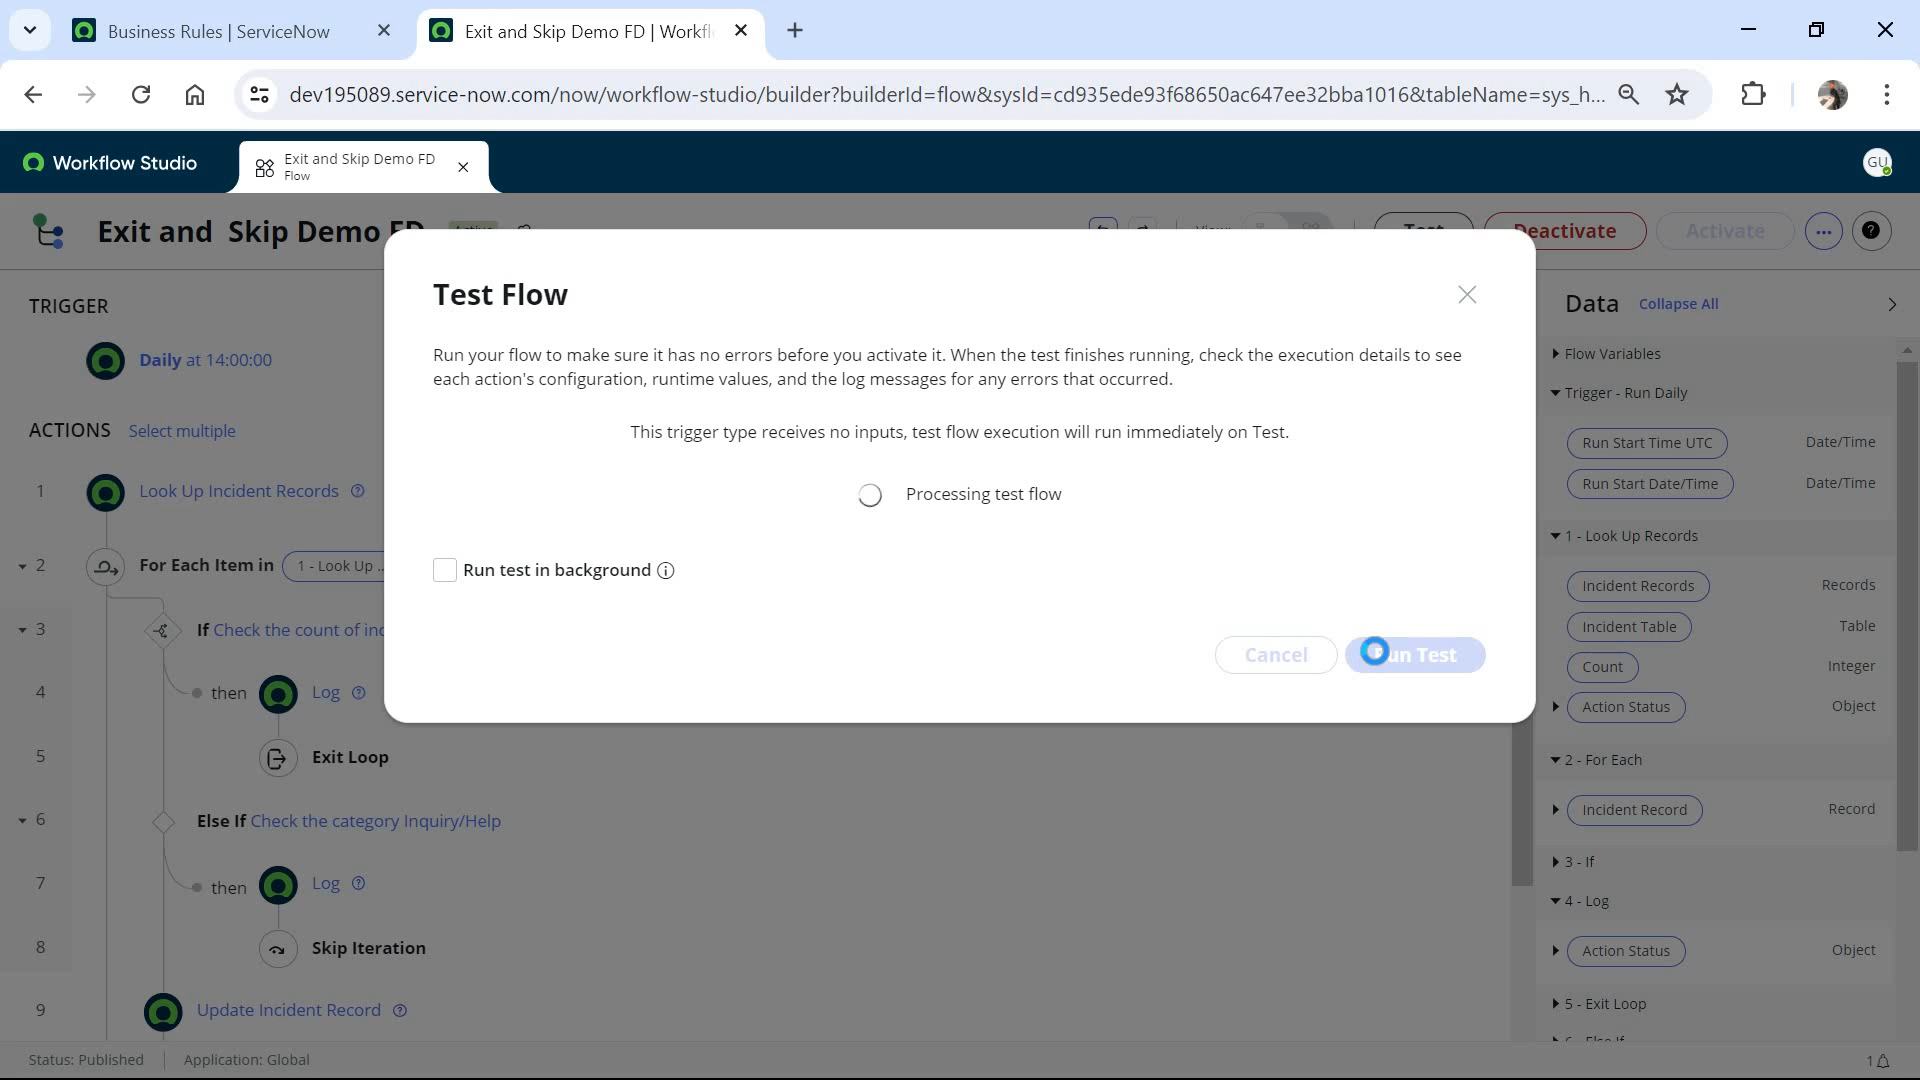 Business Rules | ServiceNow
Exit and Skip Demo FD | Workfl
dev195089.service-now.com/now/workflow-studio/builder?builderId=flow&sysId=cd935ede93f68650ac647ee32bba1016&tableName=sys_h...
Workflow Studio
Exit and Skip Demo FD
Flow
GU
Exit and Skip Demo FD
Active
View:
Test
Deactivate
Activate
TRIGGER
Daily at 14:00:00
ACTIONS Select multiple
1 Look Up Incident Records
2 For Each Item in 1 - Look Up ..
3 If Check the count of inc
4 then Log
5 Exit Loop
6 Else If Check the category Inquiry/Help
7 then Log
8 Skip Iteration
9 Update Incident Record
Test Flow
Run your flow to make sure it has no errors before you activate it. When the test finishes running, check the execution details to see
each action's configuration, runtime values, and the log messages for any errors that occurred.
This trigger type receives no inputs, test flow execution will run immediately on Test.
Processing test flow
Run test in background
Cancel
Run Test
Data Collapse All
Flow Variables
Trigger - Run Daily
Run Start Time UTC Date/Time
Run Start Date/Time Date/Time
1 - Look Up Records
Incident Records Records
Incident Table Table
Count Integer
Action Status Object
2 - For Each
Incident Record Record
3 - If
4 - Log
Action Status Object
5 - Exit Loop
6 - Else If
Status: Published
Application: Global
1